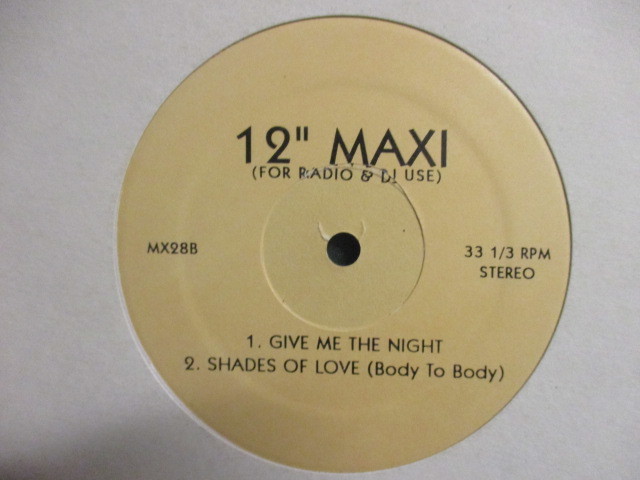 12" MAXI
(FOR RADIO & DJ USE)
MX28B
33 1/3 RPM
STEREO
1. GIVE ME THE NIGHT
2. SHADES OF LOVE (Body To Body)